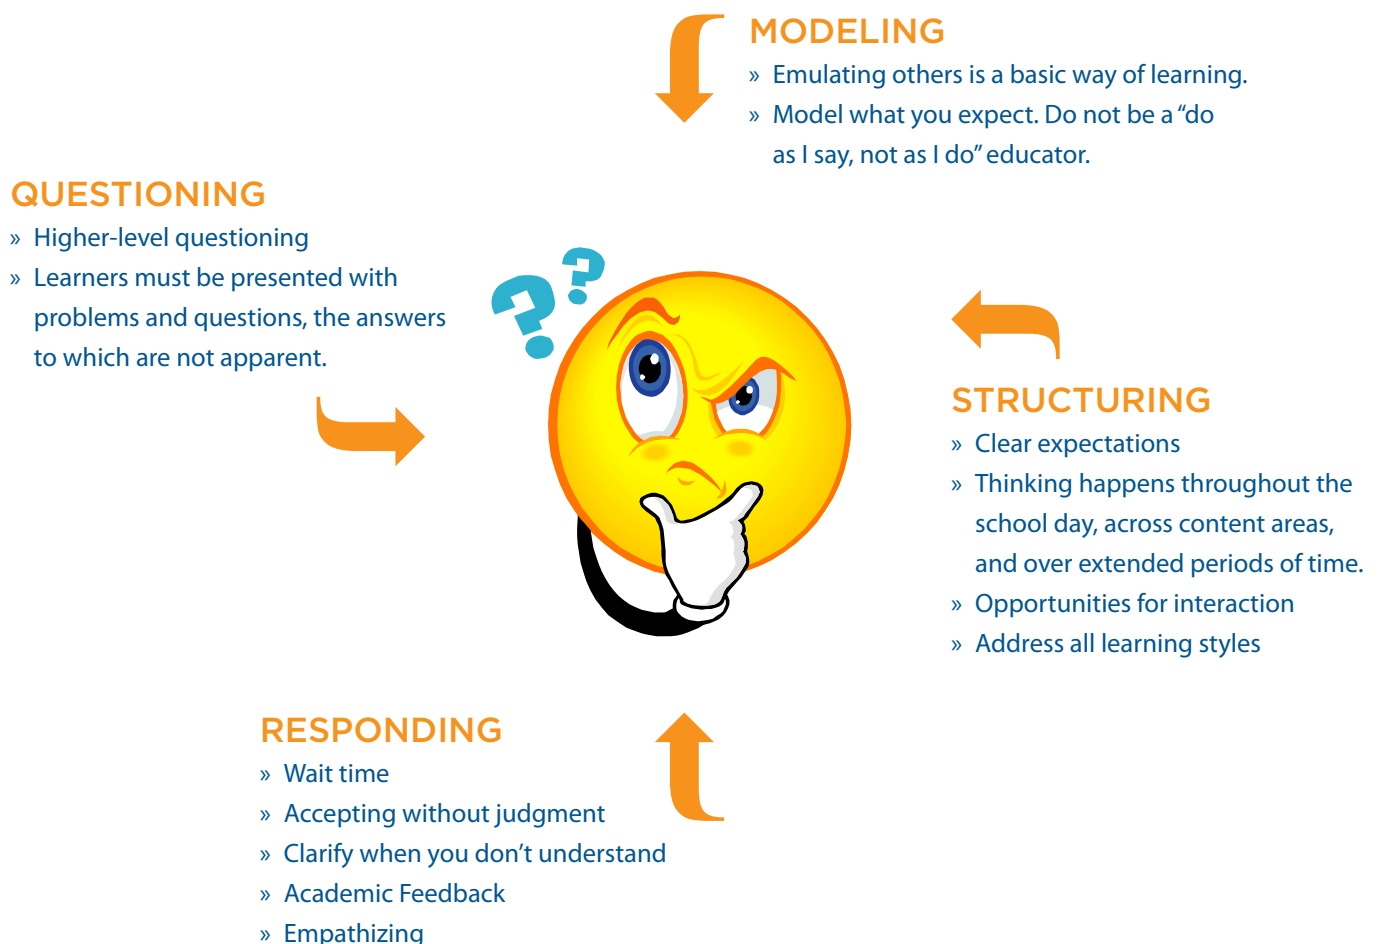 MODELING
» Emulating others is a basic way of learning.
» Model what you expect. Do not be a “do
as I say, not as I do” educator.
QUESTIONING
» Higher-level questioning
» Learners must be presented with
problems and questions, the answers
to which are not apparent.
? ?
STRUCTURING
» Clear expectations
» Thinking happens throughout the
school day, across content areas,
and over extended periods of time.
» Opportunities for interaction
» Address all learning styles
RESPONDING
» Wait time
» Accepting without judgment
» Clarify when you don’t understand
» Academic Feedback
» Empathizing